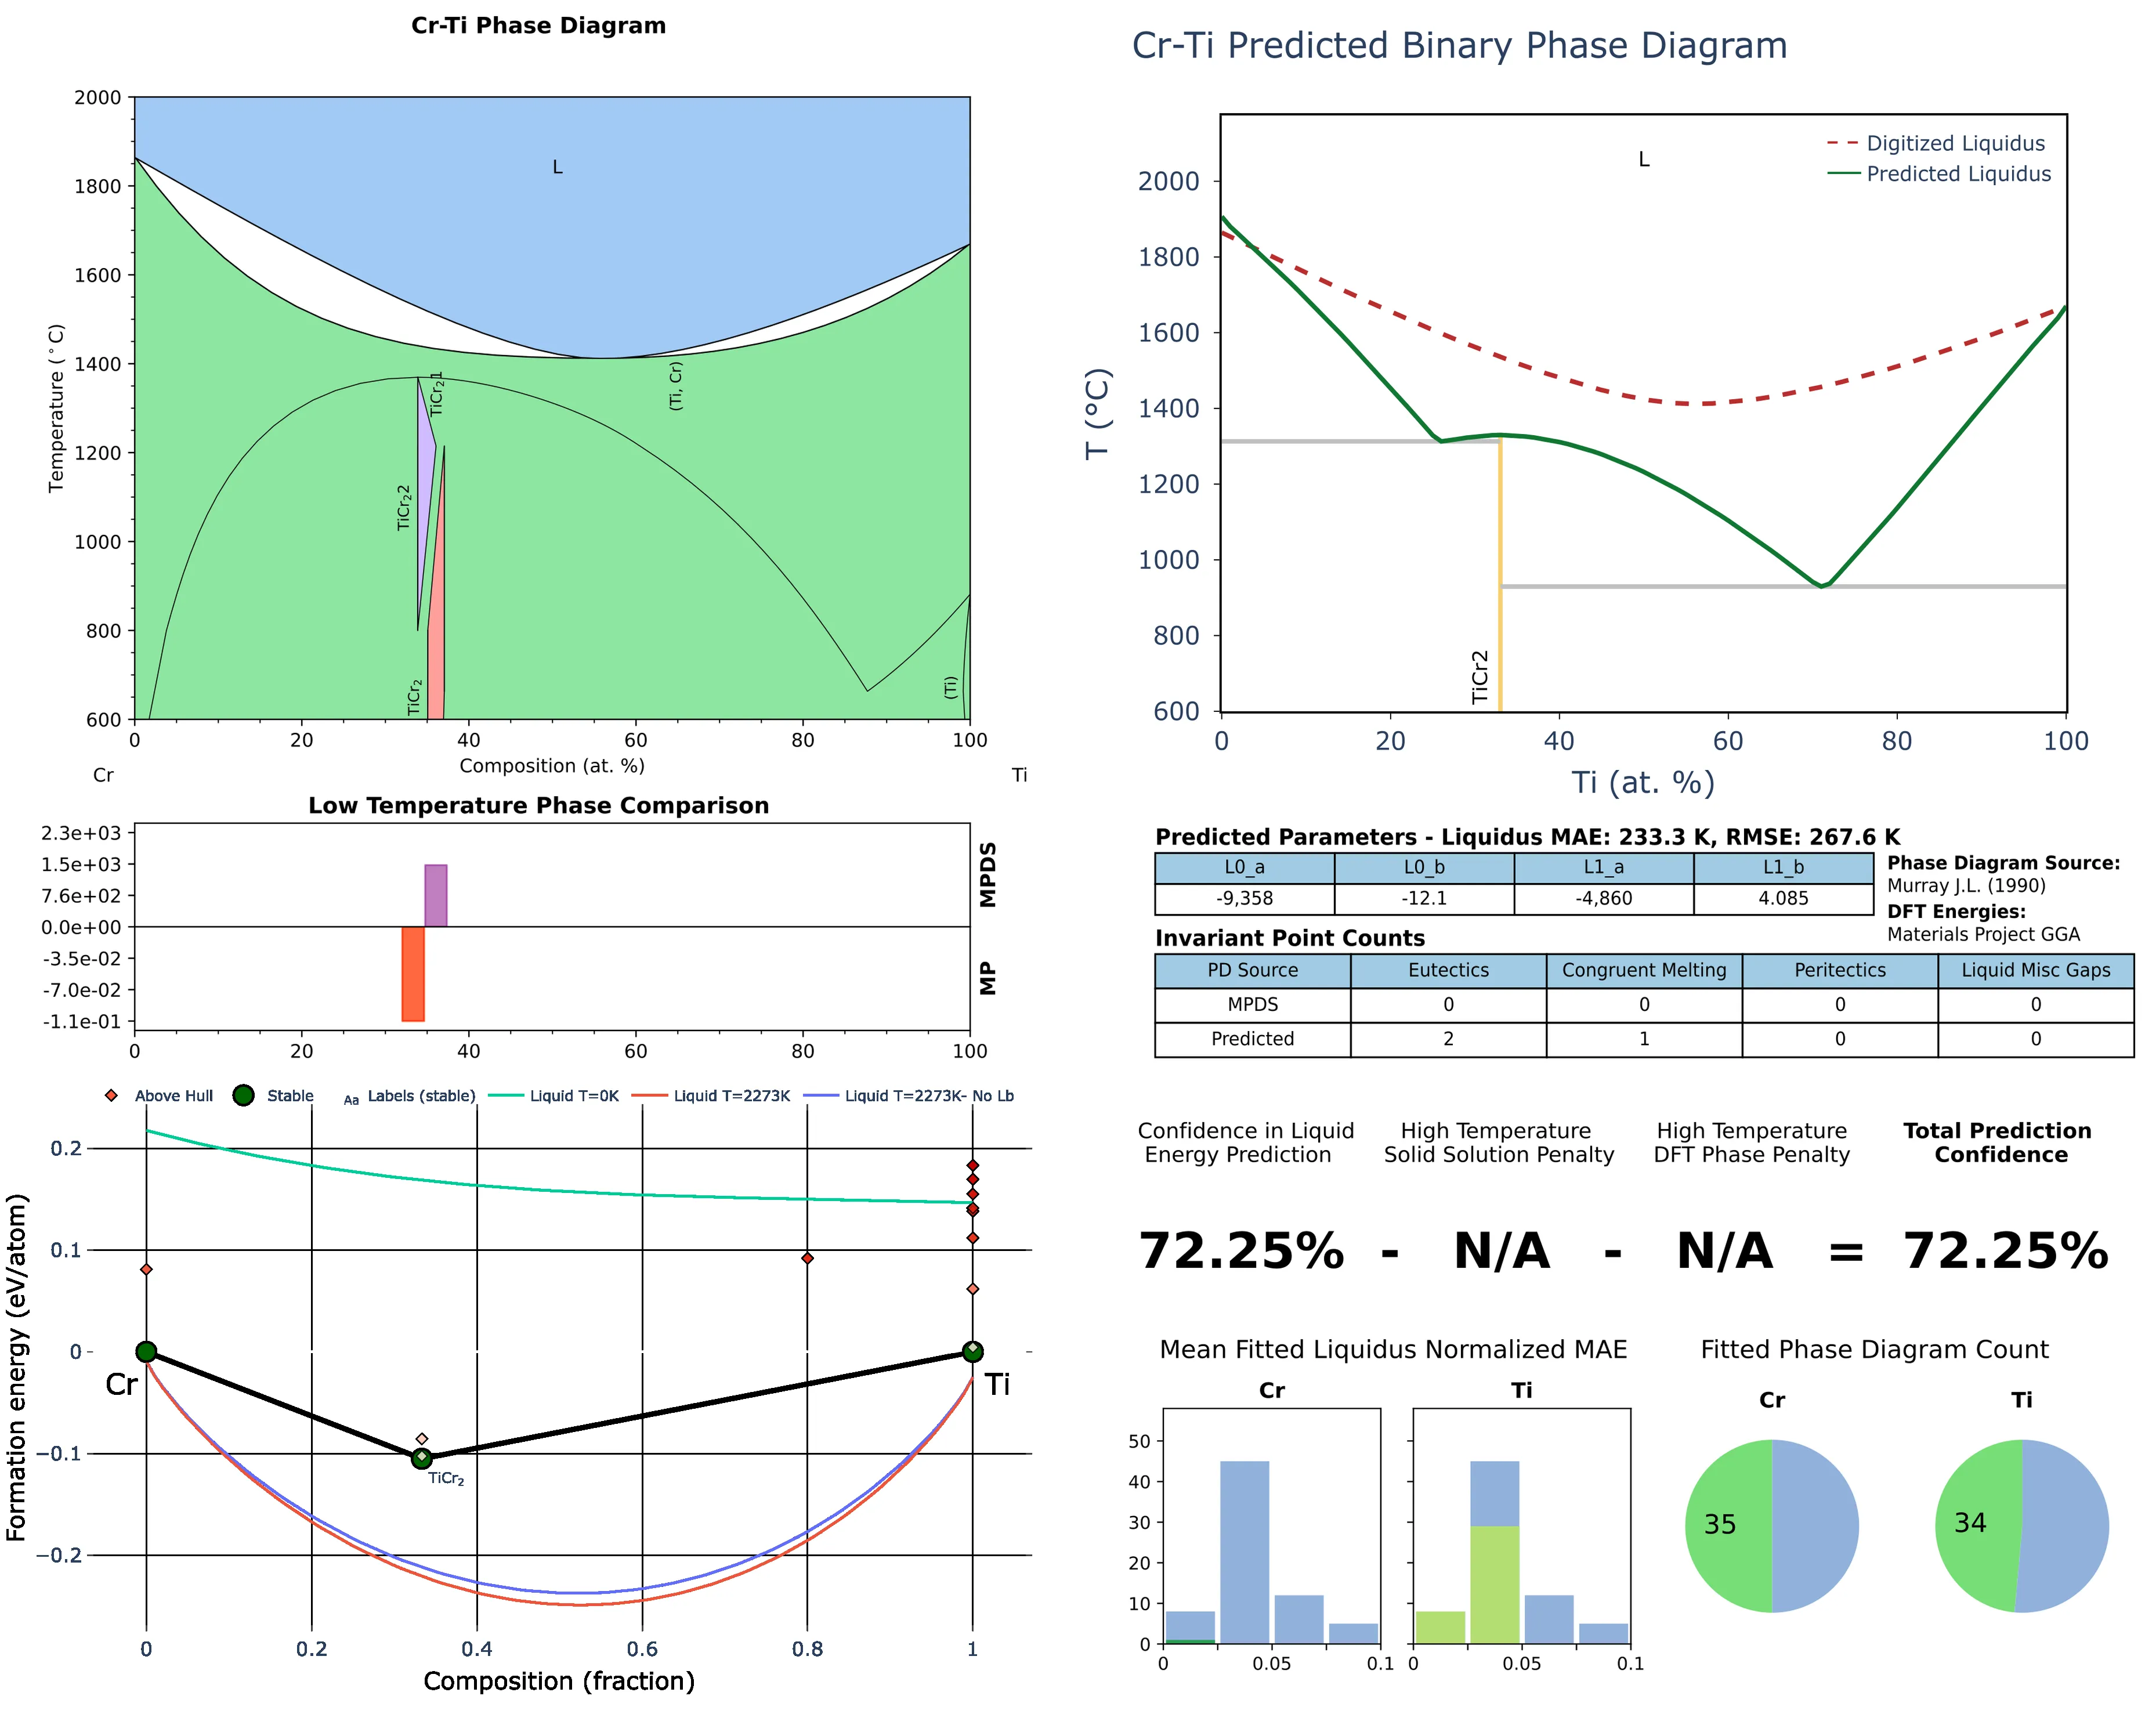 Cr-Ti Phase Diagram
2000
1800
1600
1400
1200
1000
800
600
Temperature (°C)
L
(Ti, Cr)
TiCr₂1
TiCr₂2
TiCr₂
(Ti)
0 20 40 60 80 100
Composition (at. %)
Cr
Ti
Low Temperature Phase Comparison
2.3e+03
1.5e+03
7.6e+02
0.0e+00
-3.5e-02
-7.0e-02
-1.1e-01
MPDS
MP
0 20 40 60 80 100
Above Hull Stable Aa Labels (stable) Liquid T=0K Liquid T=2273K Liquid T=2273K- No Lb
0.2
0.1
0
−0.1
−0.2
Formation energy (eV/atom)
Cr
Ti
TiCr₂
0 0.2 0.4 0.6 0.8 1
Composition (fraction)
Cr-Ti Predicted Binary Phase Diagram
L
Digitized Liquidus
Predicted Liquidus
2000
1800
1600
1400
1200
1000
800
600
T (°C)
TiCr2
0 20 40 60 80 100
Ti (at. %)
Predicted Parameters - Liquidus MAE: 233.3 K, RMSE: 267.6 K
L0_a L0_b L1_a L1_b
-9,358 -12.1 -4,860 4.085
Phase Diagram Source:
Murray J.L. (1990)
DFT Energies:
Materials Project GGA
Invariant Point Counts
PD Source Eutectics Congruent Melting Peritectics Liquid Misc Gaps
MPDS 0 0 0 0
Predicted 2 1 0 0
Confidence in Liquid
Energy Prediction
High Temperature
Solid Solution Penalty
High Temperature
DFT Phase Penalty
Total Prediction
Confidence
72.25% - N/A - N/A = 72.25%
Mean Fitted Liquidus Normalized MAE
Cr
Ti
50
40
30
20
10
0
0 0.05 0.1
0 0.05 0.1
Fitted Phase Diagram Count
Cr
Ti
35
34